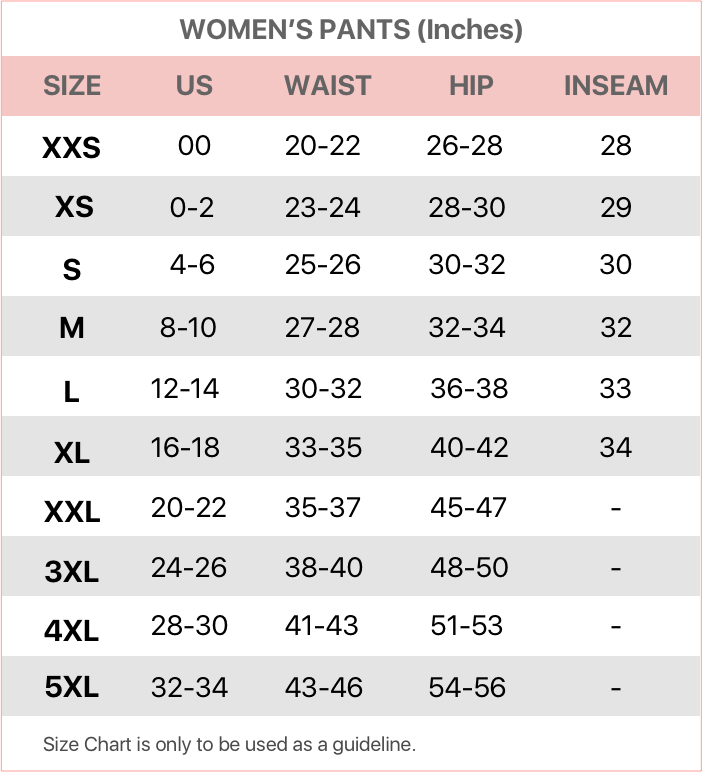 WOMEN’S PANTS (Inches)
SIZE US WAIST HIP INSEAM
XXS 00 20-22 26-28 28
XS 0-2 23-24 28-30 29
S 4-6 25-26 30-32 30
M 8-10 27-28 32-34 32
L 12-14 30-32 36-38 33
XL 16-18 33-35 40-42 34
XXL 20-22 35-37 45-47 -
3XL 24-26 38-40 48-50 -
4XL 28-30 41-43 51-53 -
5XL 32-34 43-46 54-56 -
Size Chart is only to be used as a guideline.